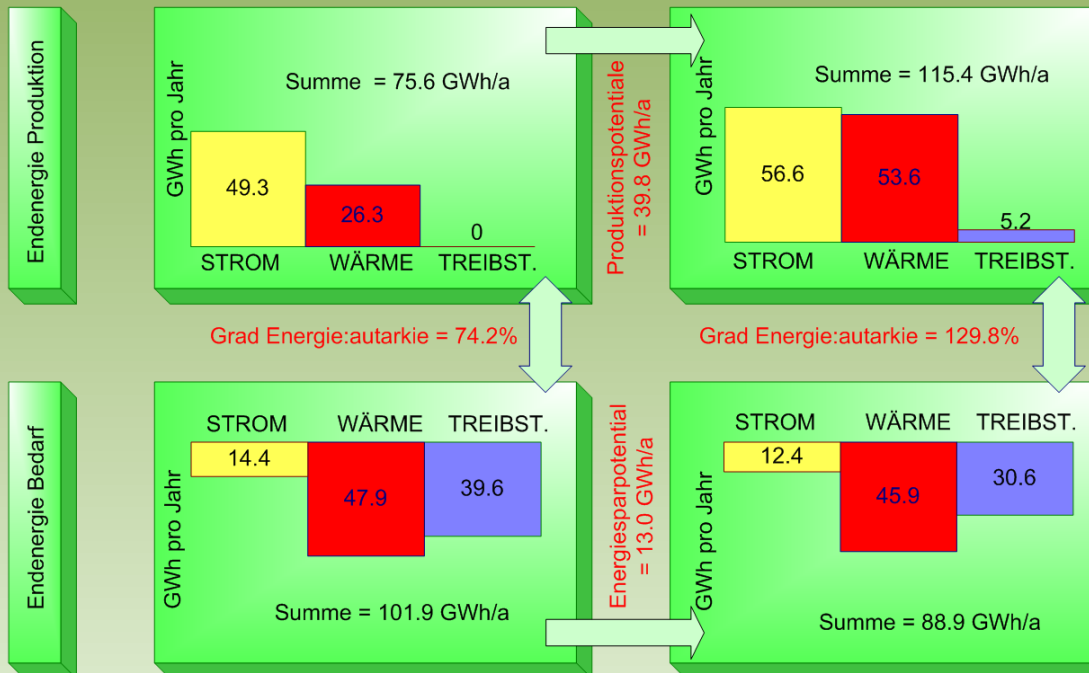 Endenergie Produktion
GWh pro Jahr
Summe = 75.6 GWh/a
49.3
26.3
0
STROM
WÄRME
TREIBST.
Produktionspotentiale
= 39.8 GWh/a
GWh pro Jahr
Summe = 115.4 GWh/a
56.6
53.6
5.2
STROM
WÄRME
TREIBST.
Grad Energie:autarkie = 74.2%
Grad Energie:autarkie = 129.8%
Endenergie Bedarf
GWh pro Jahr
STROM
WÄRME
TREIBST.
14.4
47.9
39.6
Summe = 101.9 GWh/a
Energiesparpotential
= 13.0 GWh/a
GWh pro Jahr
STROM
WÄRME
TREIBST.
12.4
45.9
30.6
Summe = 88.9 GWh/a